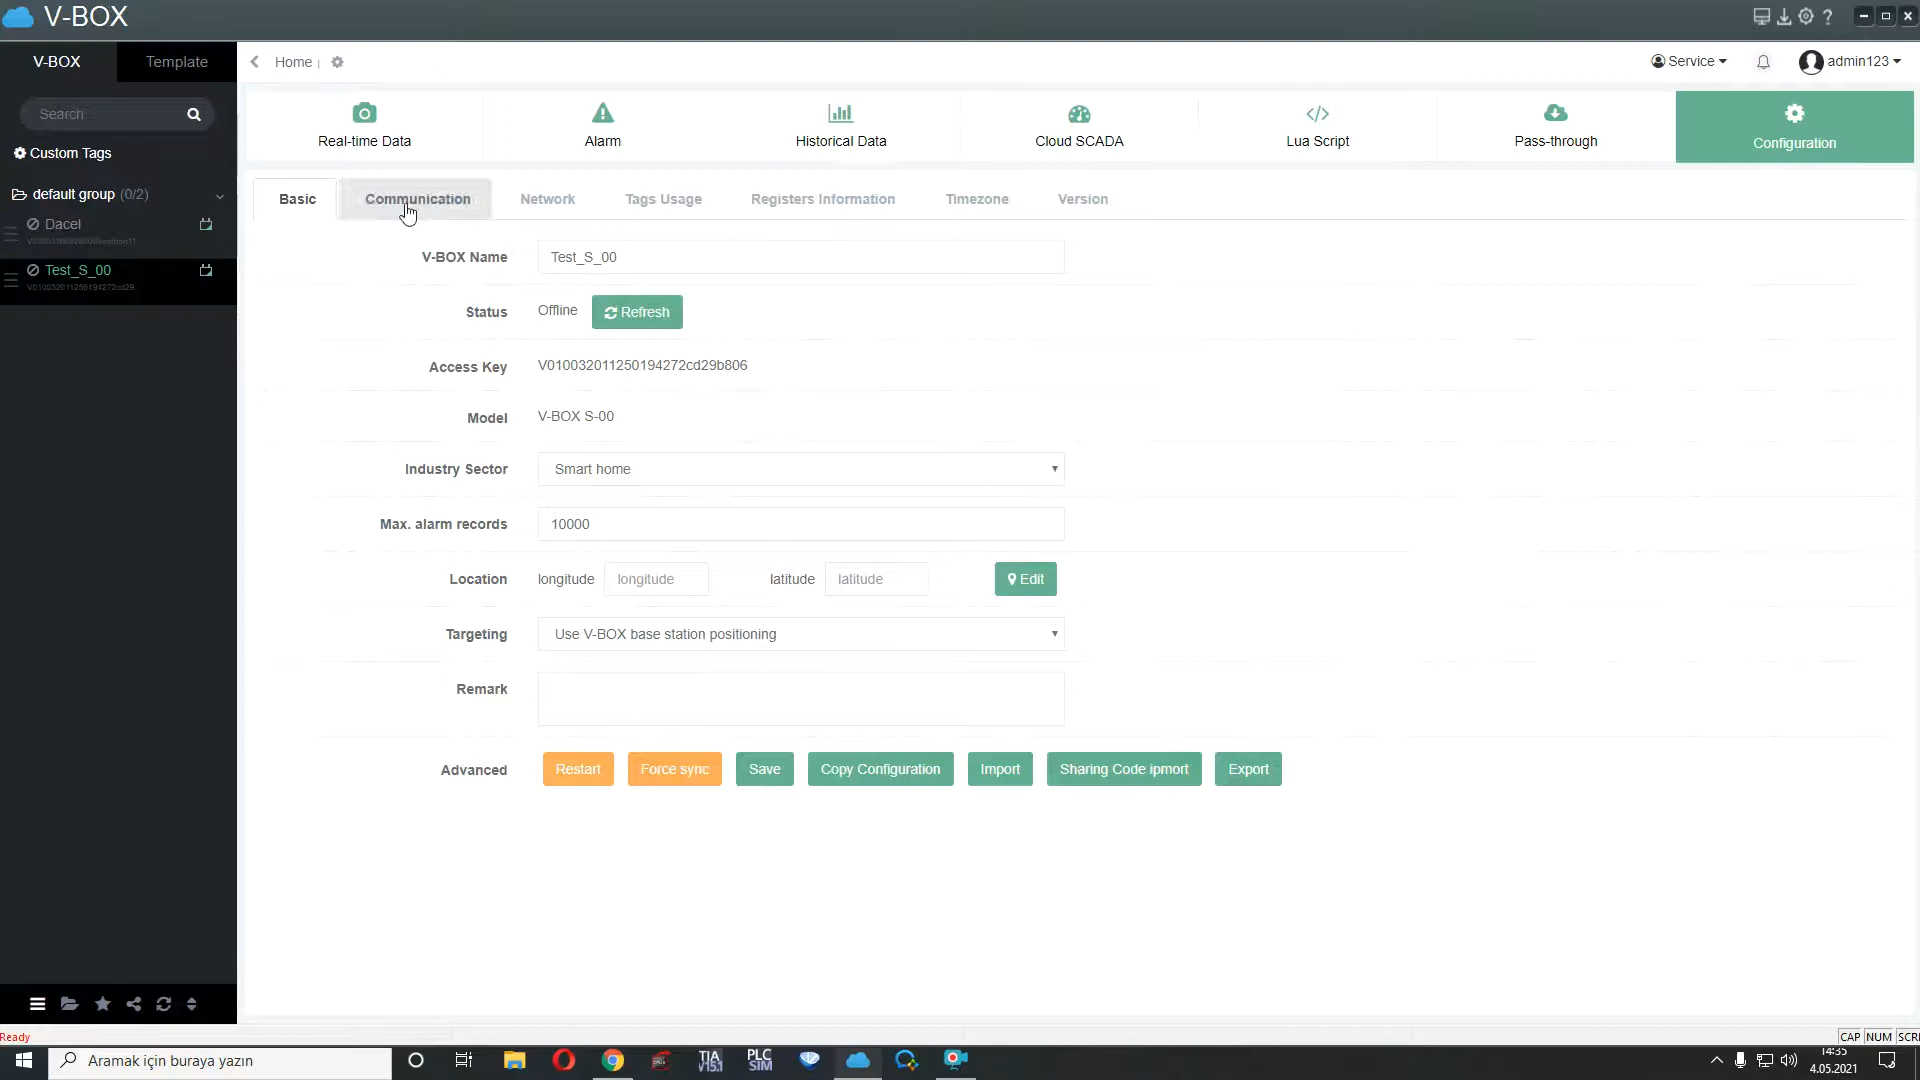 V-BOX
V-BOX
Template
Home
Service
admin123
Search
Custom Tags
default group (0/2)
Dacel
Test_S_00
V010032011250194272cd29
Real-time Data
Alarm
Historical Data
Cloud SCADA
Lua Script
Pass-through
Configuration
Basic
Communication
Network
Tags Usage
Registers Information
Timezone
Version
V-BOX Name
Test_S_00
Status
Offline
Refresh
Access Key
V010032011250194272cd29b806
Model
V-BOX S-00
Industry Sector
Smart home
Max. alarm records
10000
Location
longitude
longitude
latitude
latitude
Edit
Targeting
Use V-BOX base station positioning
Remark
Advanced
Restart
Force sync
Save
Copy Configuration
Import
Sharing Code ipmort
Export
Ready
CAP NUM SCR
Aramak için buraya yazın
TIA
V15.1
PLC
SIM
14:35
4.05.2021